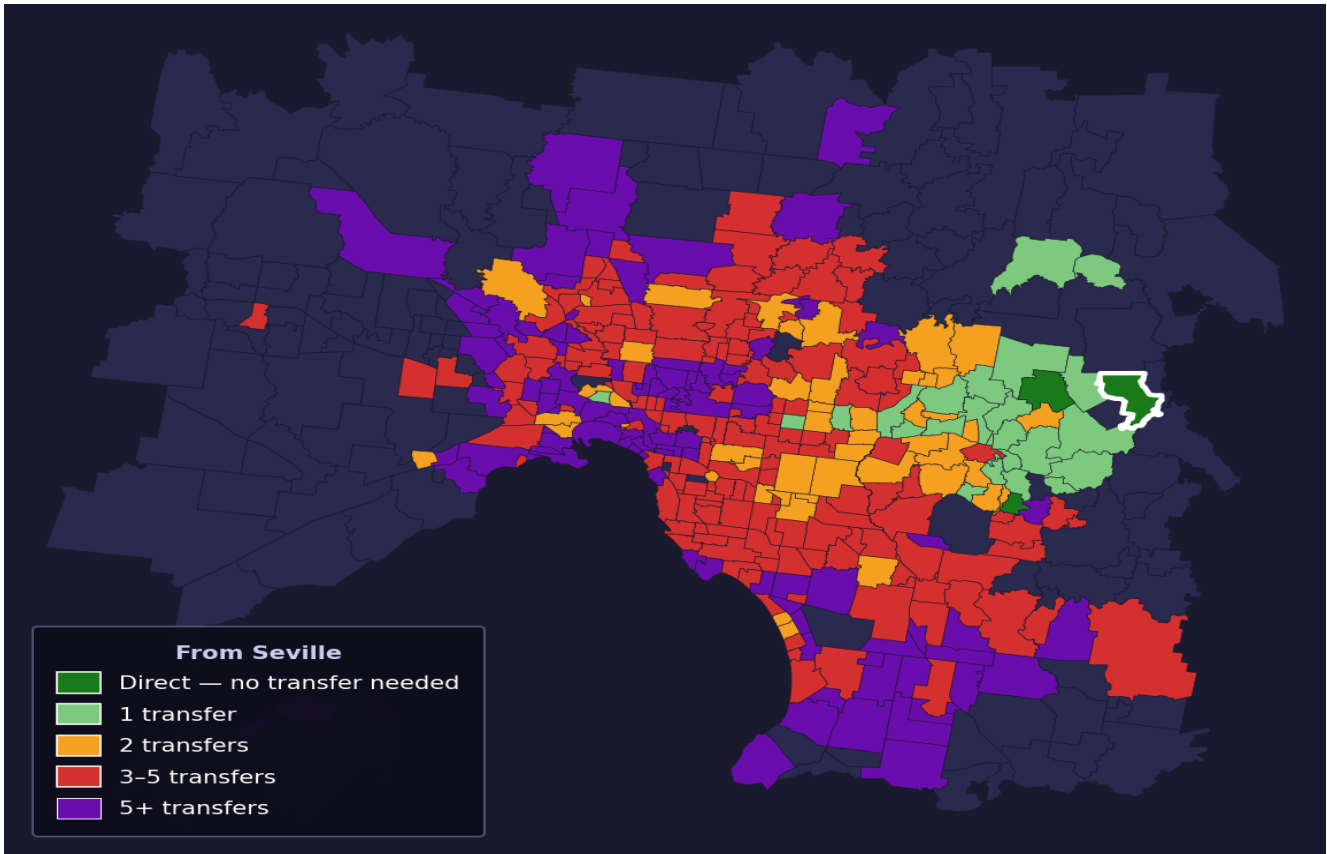 From Seville
Direct — no transfer needed
1 transfer
2 transfers
3–5 transfers
5+ transfers